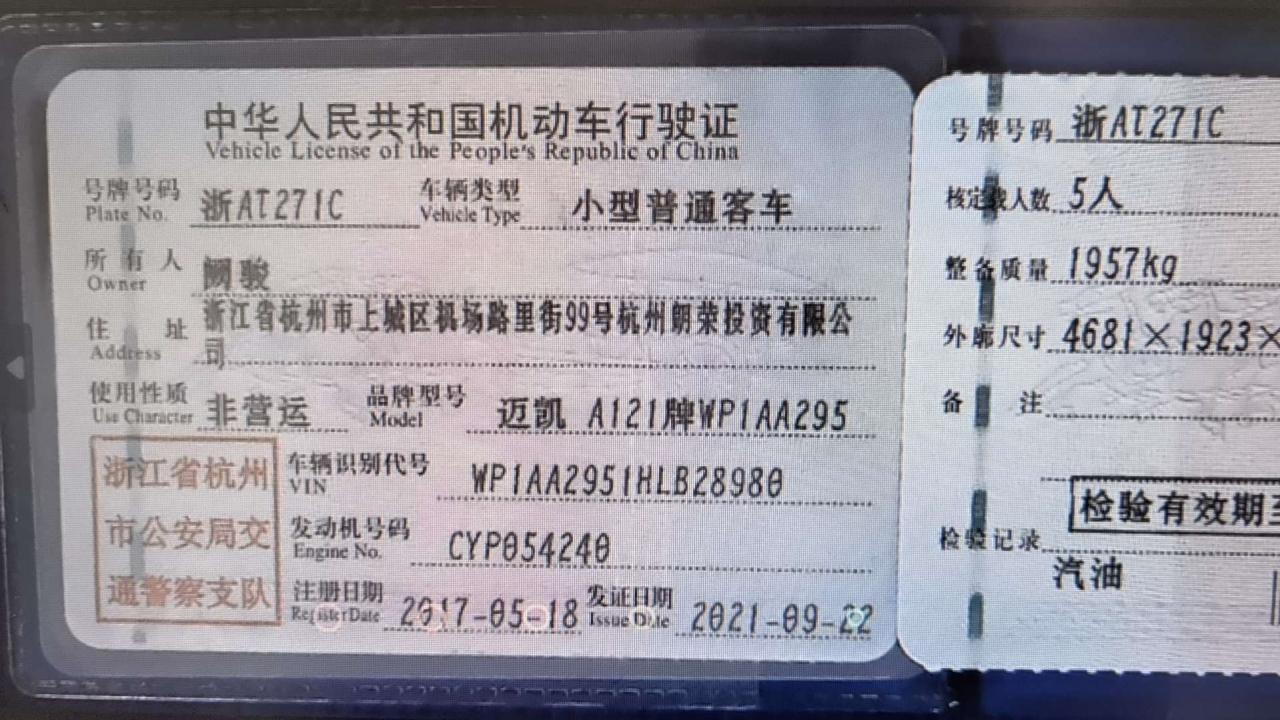 中华人民共和国机动车行驶证
Vehicle License of the People's Republic of China
号牌号码 浙AT271C 车辆类型 小型普通客车
Plate No. Vehicle Type
所有人 阙骏
Owner
住址 浙江省杭州市上城区机场路里街99号杭州朗荣投资有限公
司
Address
使用性质 非营运 品牌型号 迈凯 A121牌WP1AA295
Use Character Model
浙江省杭州
市公安局交
通警察支队
车辆识别代号 WP1AA2951HLB28980
VIN
发动机号码 CYP054240
Engine No.
注册日期 2017-05-18 发证日期 2021-09-22
Register Date Issue Date
号牌号码 浙AT271C
核定载人数 5人
整备质量 1957kg
外廓尺寸 4681×1923×
备注
检验有效期至
检验记录
汽油